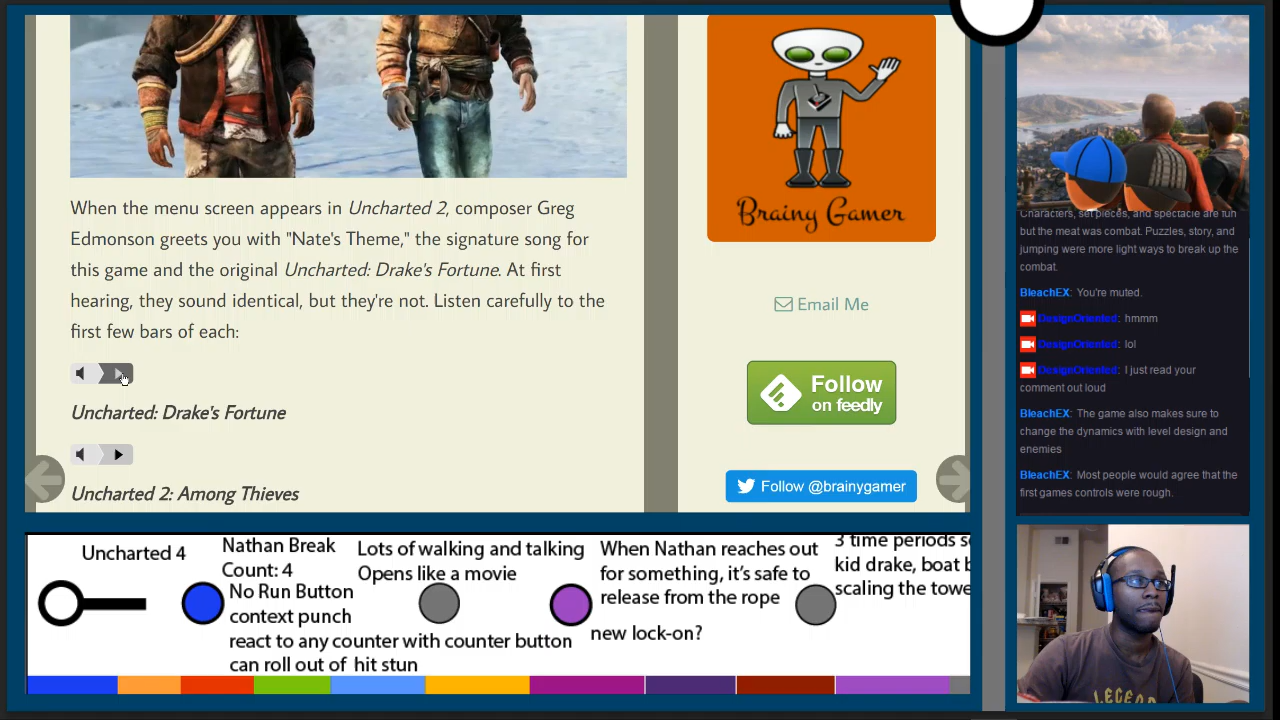 When the menu screen appears in Uncharted 2, composer Greg
Edmonson greets you with "Nate's Theme," the signature song for
this game and the original Uncharted: Drake's Fortune. At first
hearing, they sound identical, but they're not. Listen carefully to the
first few bars of each:
Uncharted: Drake's Fortune
Uncharted 2: Among Thieves
Brainy Gamer
Email Me
Follow
on feedly
Follow @brainygamer
Characters, set pieces, and spectacle are fun
but the meat was combat. Puzzles, story, and
jumping were more light ways to break up the
combat.
BleachEX: You're muted.
DesignOriented: hmmm
DesignOriented: lol
DesignOriented: I just read your
comment out loud
BleachEX: The game also makes sure to
change the dynamics with level design and
enemies
BleachEX: Most people would agree that the
first games controls were rough.
Uncharted 4
Nathan Break
Count: 4
No Run Button
context punch
react to any counter with counter button
can roll out of hit stun
Lots of walking and talking
Opens like a movie
When Nathan reaches out
for something, it's safe to
release from the rope
new lock-on?
3 time periods
kid drake, boat
scaling the
LEGEND